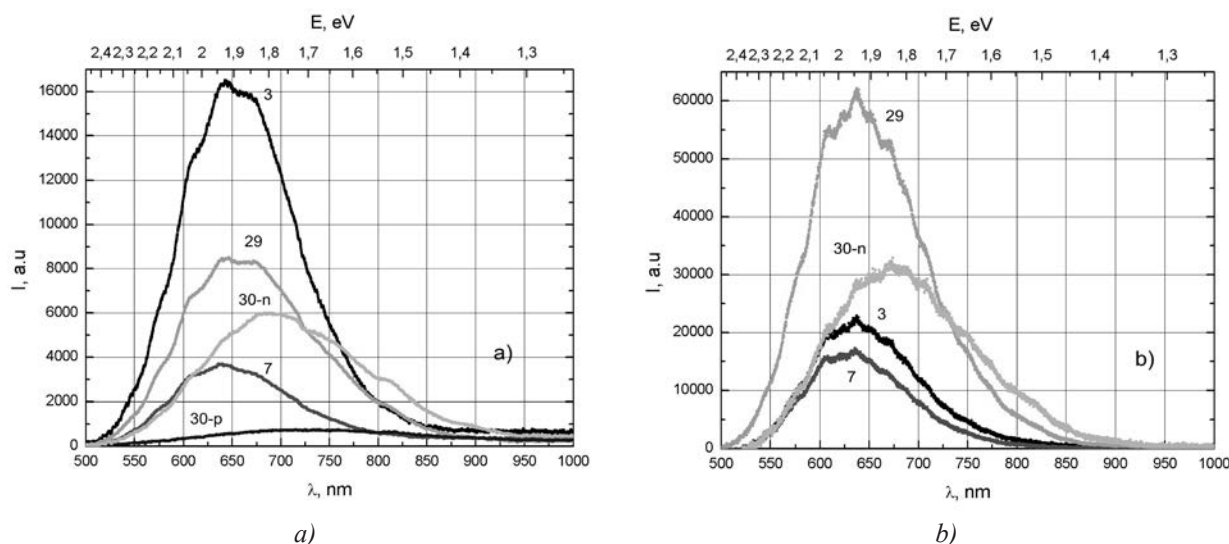 E, eV
2,4 2,3 2,2 2,1 2 1,9 1,8 1,7 1,6 1,5 1,4 1,3
16000
14000
12000
10000
8000
6000
4000
2000
0
I, a.u
3
29
30-n
7
30-p
a)
500 550 600 650 700 750 800 850 900 950 1000
λ, nm
a)
E, eV
2,4 2,3 2,2 2,1 2 1,9 1,8 1,7 1,6 1,5 1,4 1,3
60000
50000
40000
30000
20000
10000
0
I, a.u
29
30-n
3
7
b)
500 550 600 650 700 750 800 850 900 950 1000
λ, nm
b)